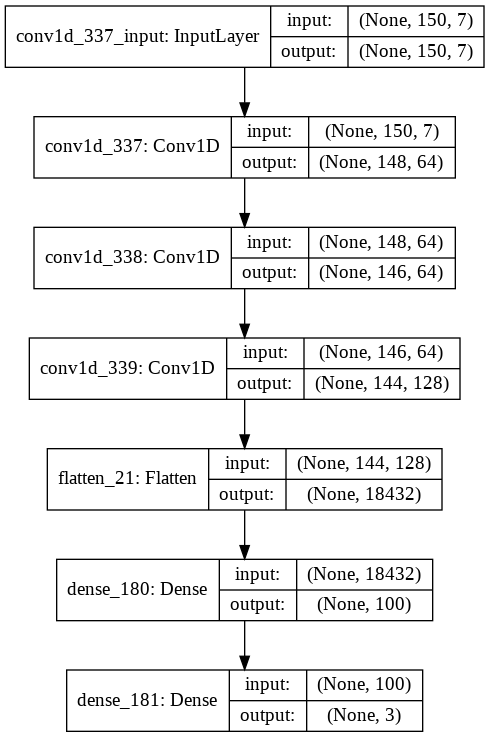 conv1d_337_input: InputLayer
input: (None, 150, 7)
output: (None, 150, 7)
conv1d_337: Conv1D
input: (None, 150, 7)
output: (None, 148, 64)
conv1d_338: Conv1D
input: (None, 148, 64)
output: (None, 146, 64)
conv1d_339: Conv1D
input: (None, 146, 64)
output: (None, 144, 128)
flatten_21: Flatten
input: (None, 144, 128)
output: (None, 18432)
dense_180: Dense
input: (None, 18432)
output: (None, 100)
dense_181: Dense
input: (None, 100)
output: (None, 3)